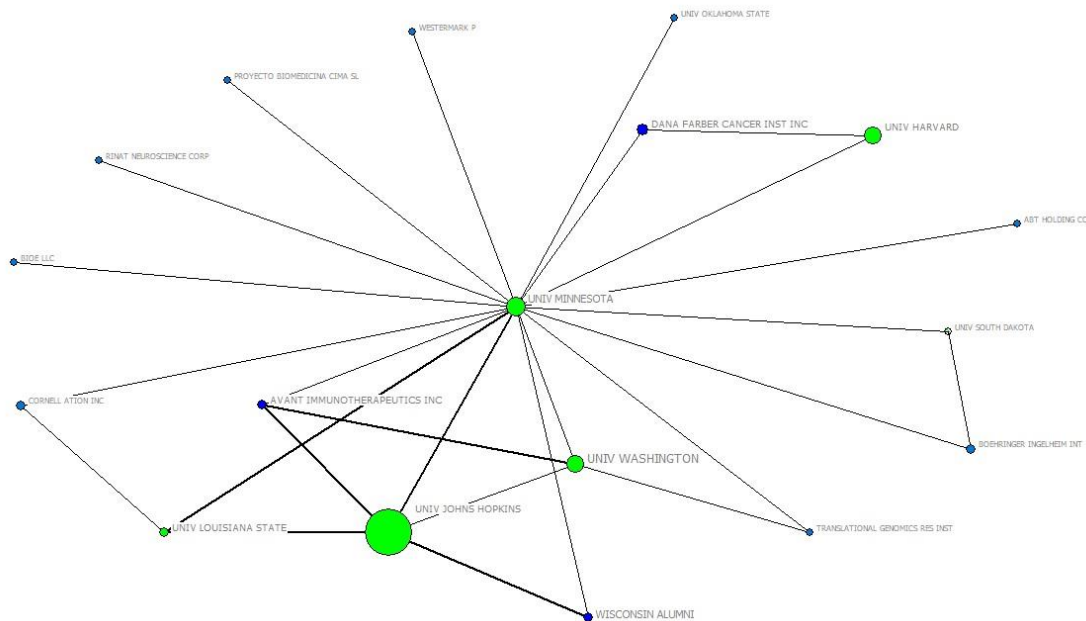 UNIV OKLAHOMA STATE
WESTERMARK P
PROYECTO BIOMEDICINA CIMA SL
DANA FARBER CANCER INST INC
UNIV HARVARD
RINAT NEUROSCIENCE CORP
ABT HOLDING CO
BIDE LLC
UNIV MINNESOTA
UNIV SOUTH DAKOTA
CORNELL ATION INC
AVANT IMMUNOTHERAPEUTICS INC
BOEHRINGER INGELHEIM INT
UNIV WASHINGTON
UNIV JOHNS HOPKINS
UNIV LOUISIANA STATE
TRANSLATIONAL GENOMICS RES INST
WISCONSIN ALUMNI